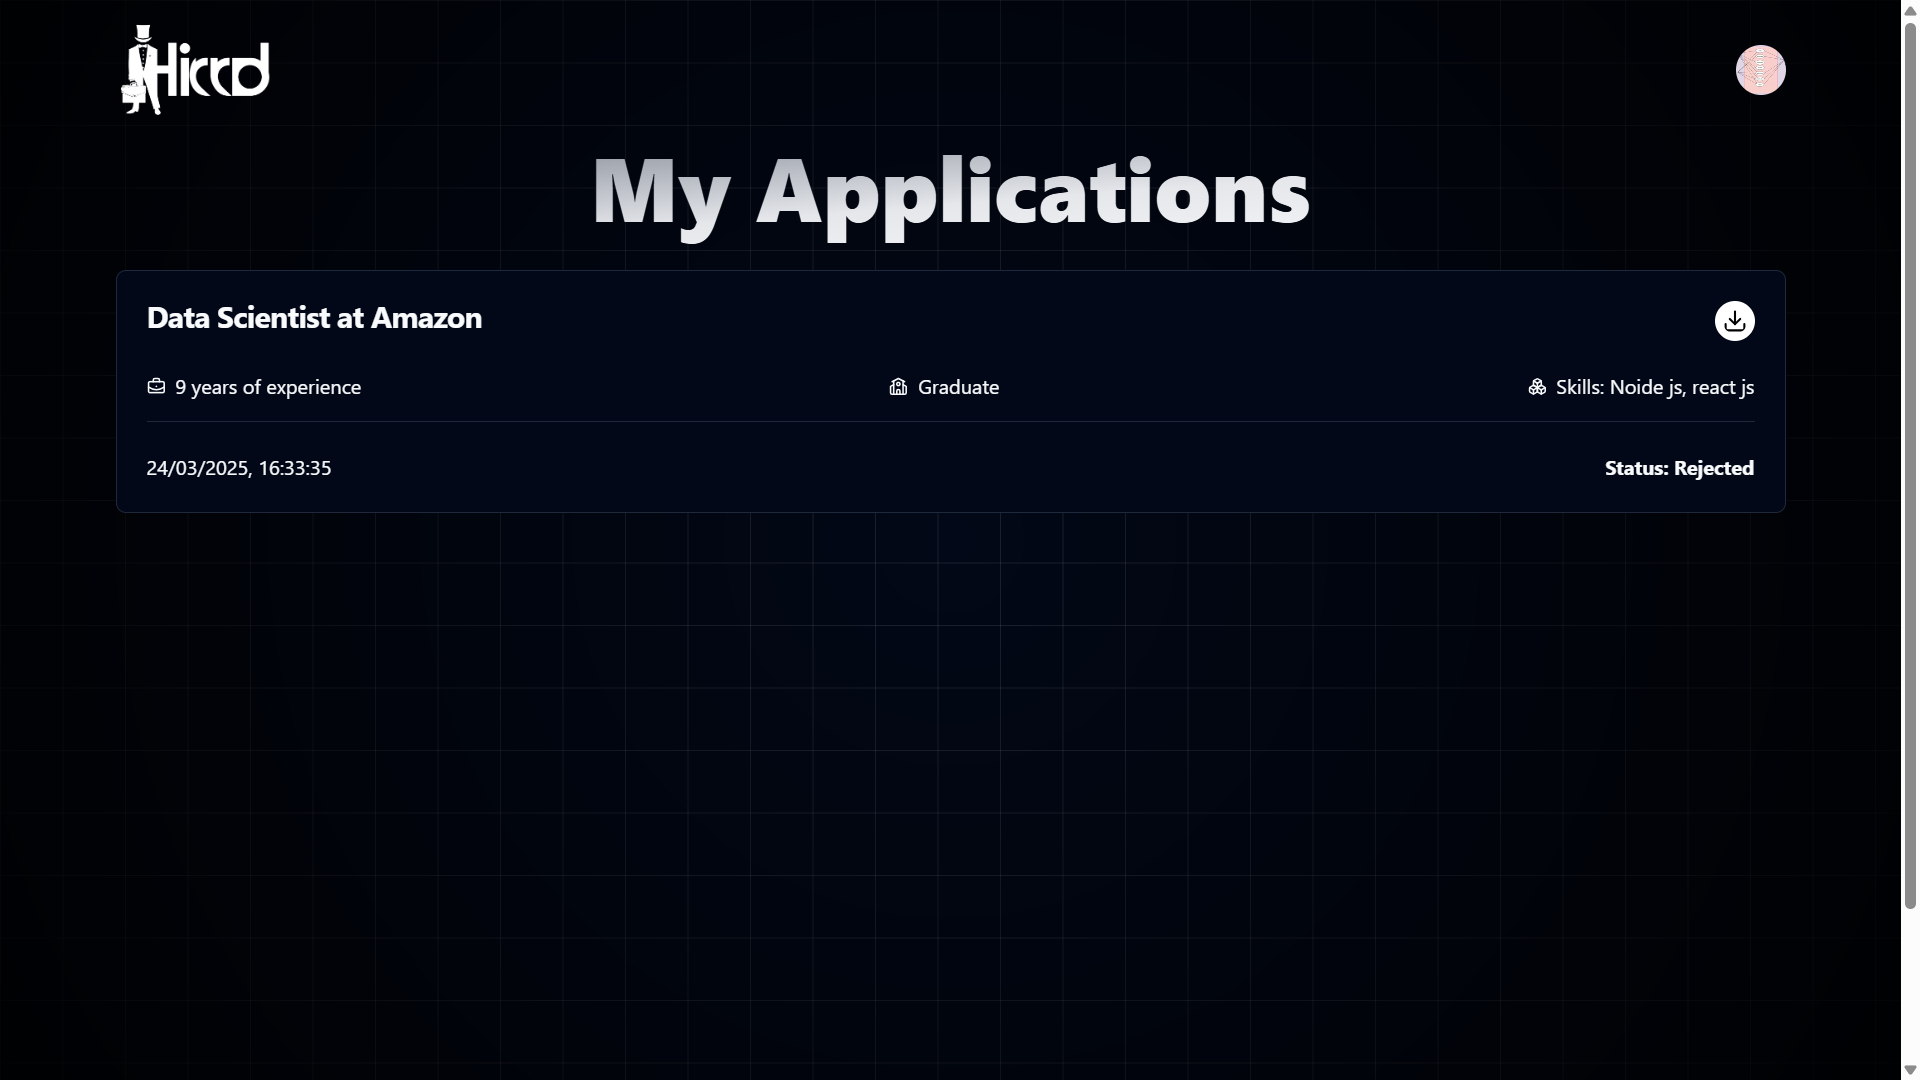 Hirrd
My Applications
Data Scientist at Amazon
9 years of experience
Graduate
Skills: Noide js, react js
24/03/2025, 16:33:35
Status: Rejected